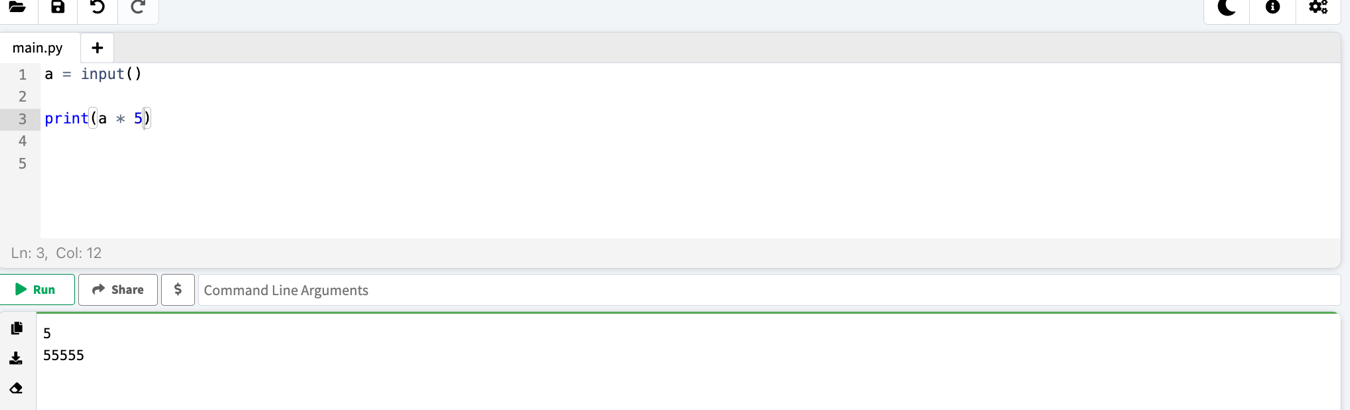 main.py +
1 a = input()
2
3 print(a * 5)
4
5
Ln: 3, Col: 12
Run Share $ Command Line Arguments
5
55555